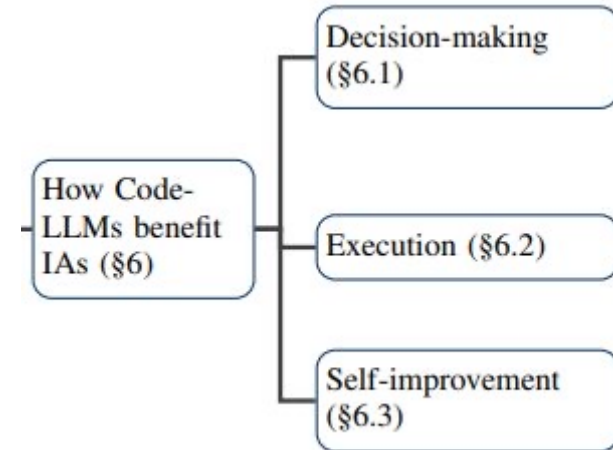 Decision-making
(§6.1)
How Code-
LLMs benefit
IAs (§6)
Execution (§6.2)
Self-improvement
(§6.3)